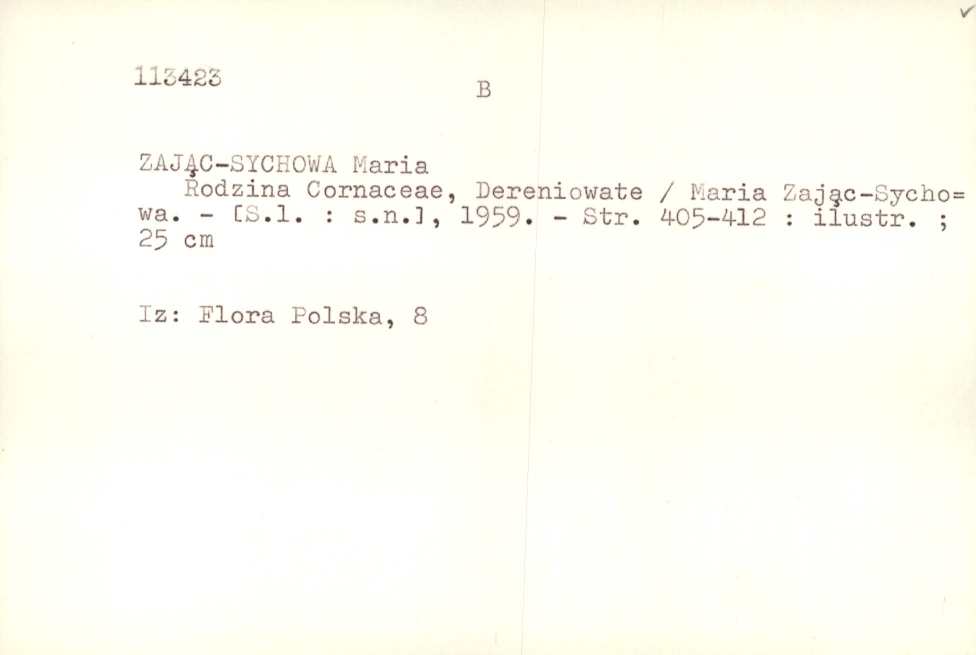 113423
B
ZAJĄC-SYCHOWA Maria
Rodzina Cornaceae, Dereniowate / Maria Zając-Sycho=
wa. - [S.l. : s.n.], 1959. - Str. 405-412 : ilustr. ;
25 cm
Iz: Flora Polska, 8